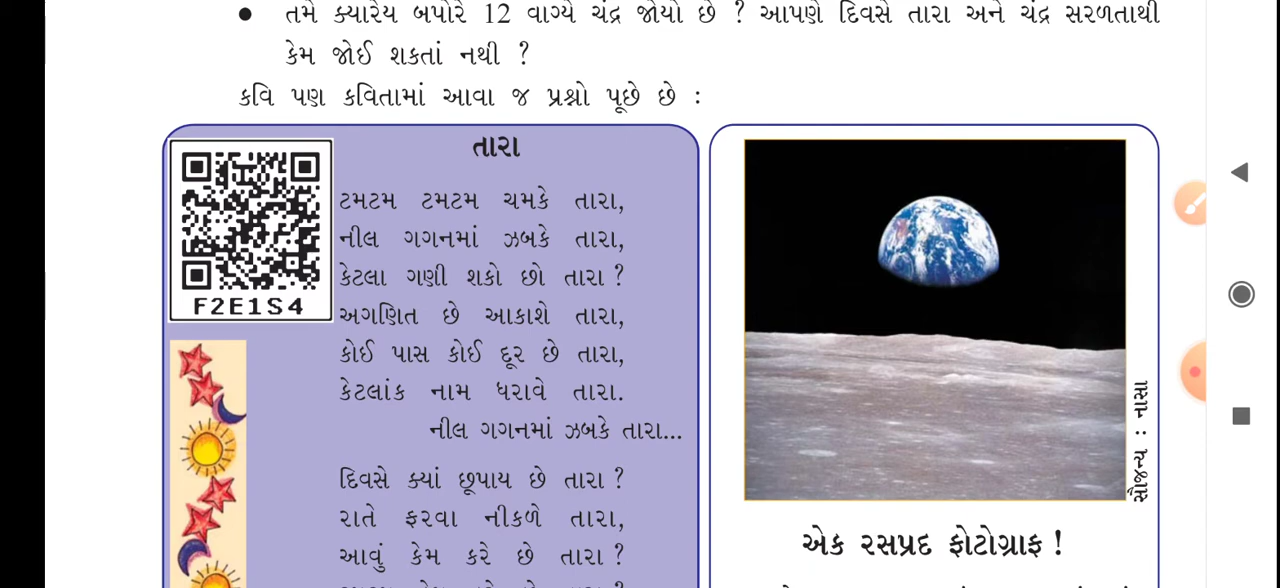 • તમે ક્યારેય બપોરે 12 વાગ્યે ચંદ્ર જોયો છે ? આપણે દિવસે તારા અને ચંદ્ર સરળતાથી
કેમ જોઈ શકતાં નથી ?
કવિ પણ કવિતામાં આવા જ પ્રશ્નો પૂછે છે :
તારા
F2E1S4
ટમટમ ટમટમ ચમકે તારા,
નીલ ગગનમાં ઝબકે તારા,
કેટલા ગણી શકો છો તારા ?
અગણિત છે આકાશે તારા,
કોઈ પાસ કોઈ દૂર છે તારા,
કેટલાંક નામ ધરાવે તારા.
નીલ ગગનમાં ઝબકે તારા...
દિવસે ક્યાં છૂપાય છે તારા ?
રાતે ફરવા નીકળે તારા,
આવું કેમ કરે છે તારા ?
સૌજન્ય : નાસા
એક રસપ્રદ ફોટોગ્રાફ !